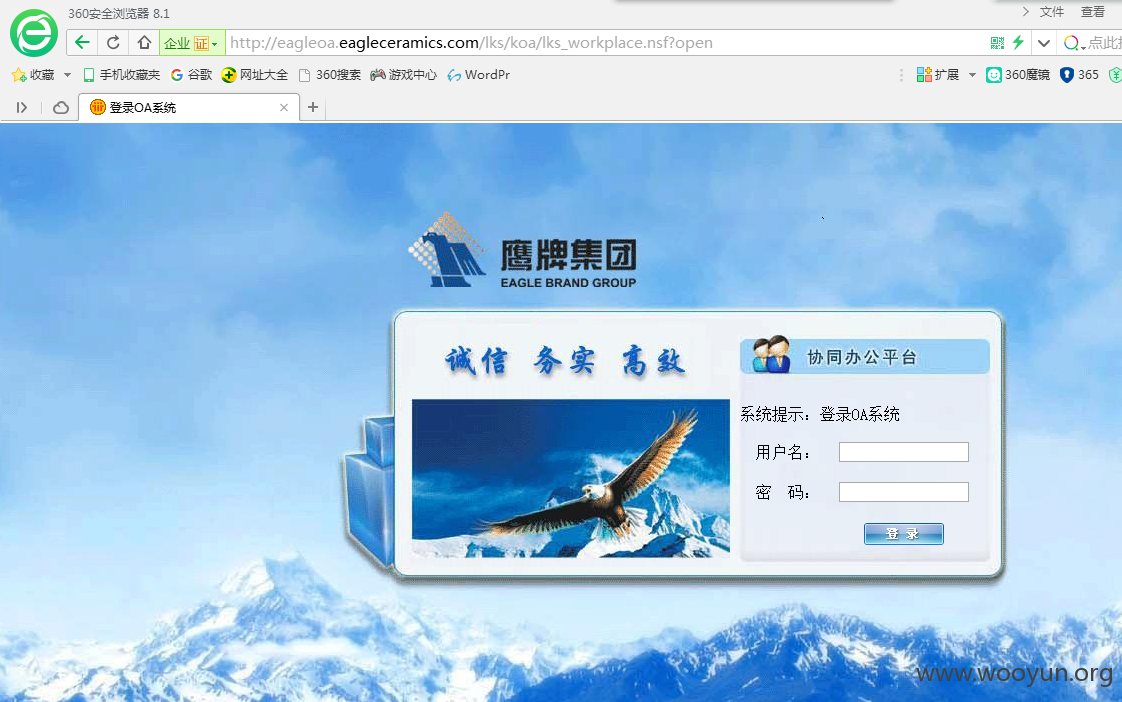 360安全浏览器 8.1
文件 查看
企业 证 http://eagleoa.eagleceramics.com/lks/koa/lks_workplace.nsf?open
收藏 手机收藏夹 谷歌 网址大全 360搜索 游戏中心 WordPr 扩展 360魔镜 365
登录OA系统
鹰牌集团
EAGLE BRAND GROUP
诚信 务实 高效
协同办公平台
系统提示：登录OA系统
用户名：
密 码：
登 录
www.wooyun.org